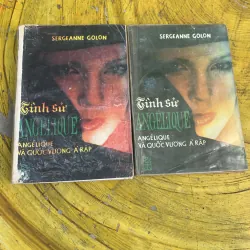 SERGEANNE GOLON
Tình sử
ANGÉLIQUE
ANGÉLIQUE
VÀ QUỐC VƯƠNG Ả RẬP
SERGEANNE GOLON
Tình sử
ANGÉLIQUE
ANGÉLIQUE
VÀ QUỐC VƯƠNG Ả RẬP